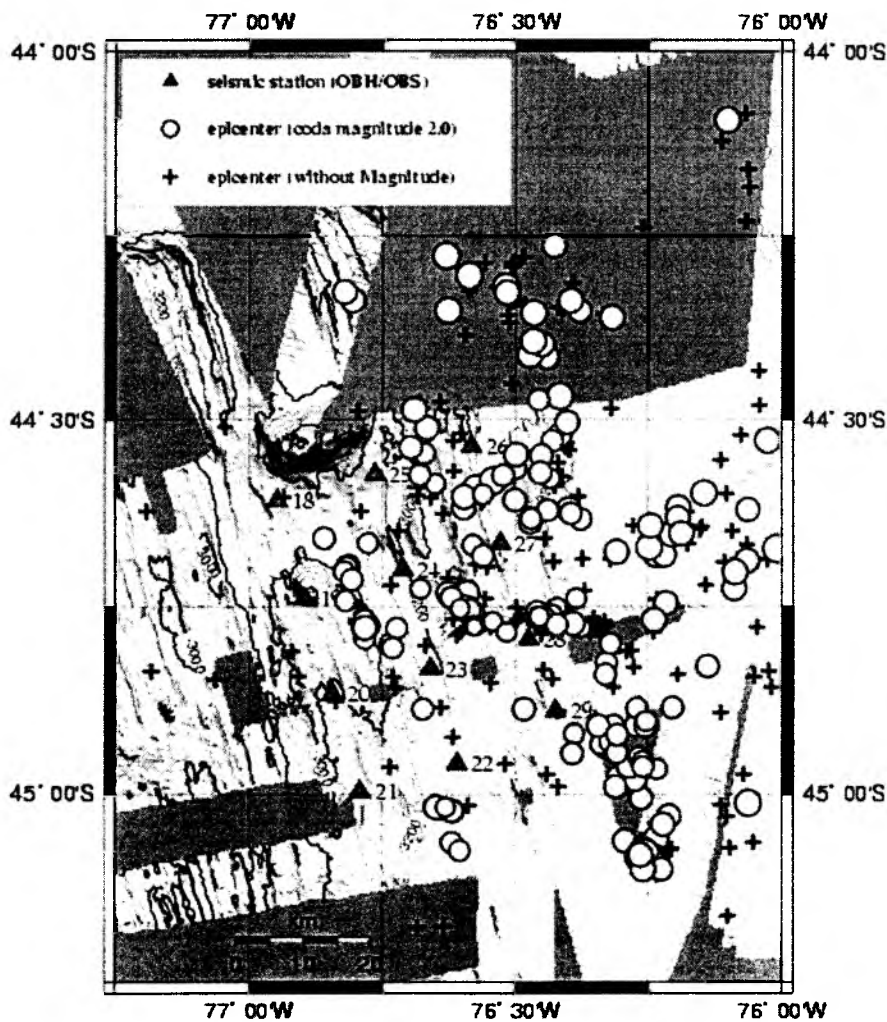 77° 00'W 76° 30'W 76° 00'W
44° 00'S 44° 00'S
seismic station (OBH/OBS)
epicenter (coda magnitude 2.0)
epicenter (without Magnitude)
44° 30'S 44° 30'S
26
25
18
27
23
20
28
29
22
45° 00'S 45° 00'S
21
km
77° 00'W 76° 30'W 76° 00'W